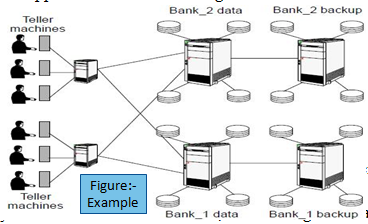 Bank_2 data
Bank_2 backup
Teller
machines
Figure:-
Example
Teller
machines
Bank_1 data
Bank_1 backup